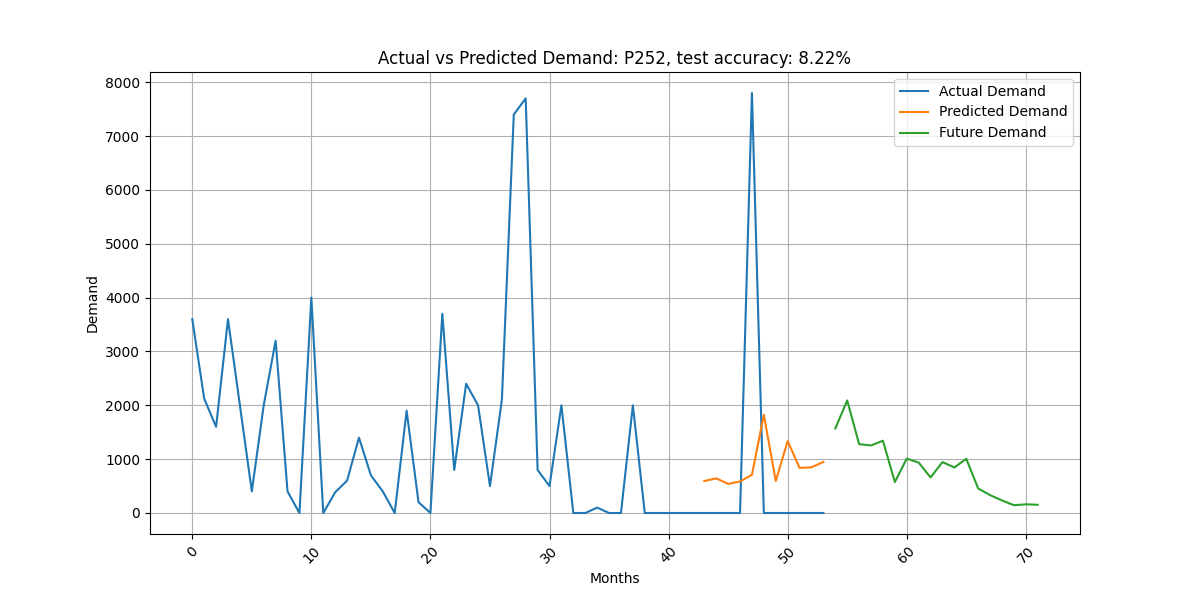 Actual vs Predicted Demand: P252, test accuracy: 8.22%
Actual Demand
Predicted Demand
Future Demand
8000
7000
6000
5000
4000
3000
2000
1000
0
Demand
0 10 20 30 40 50 60 70
Months